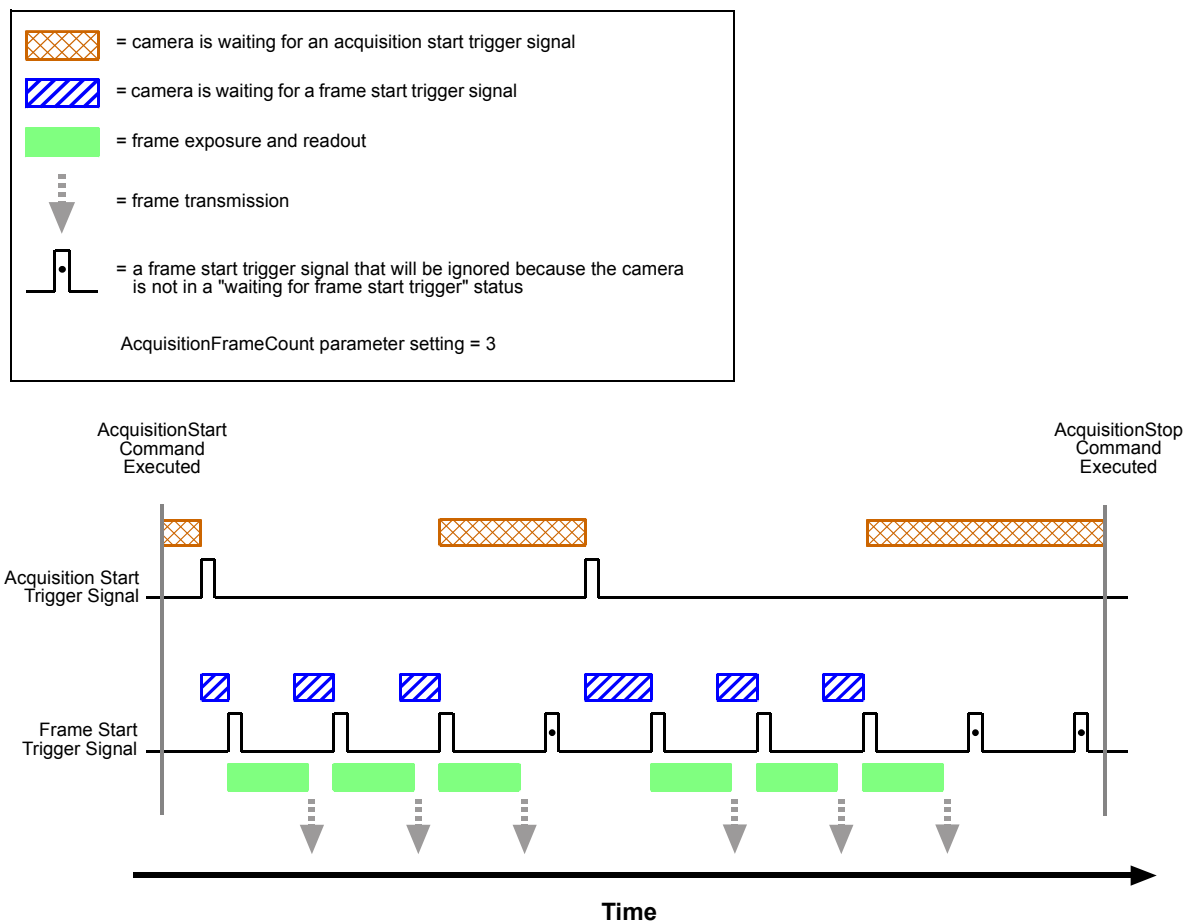 = camera is waiting for an acquisition start trigger signal
= camera is waiting for a frame start trigger signal
= frame exposure and readout
= frame transmission
= a frame start trigger signal that will be ignored because the camera
is not in a "waiting for frame start trigger" status
AcquisitionFrameCount parameter setting = 3
AcquisitionStart
Command
Executed
AcquisitionStop
Command
Executed
Acquisition Start
Trigger Signal
Frame Start
Trigger Signal
Time